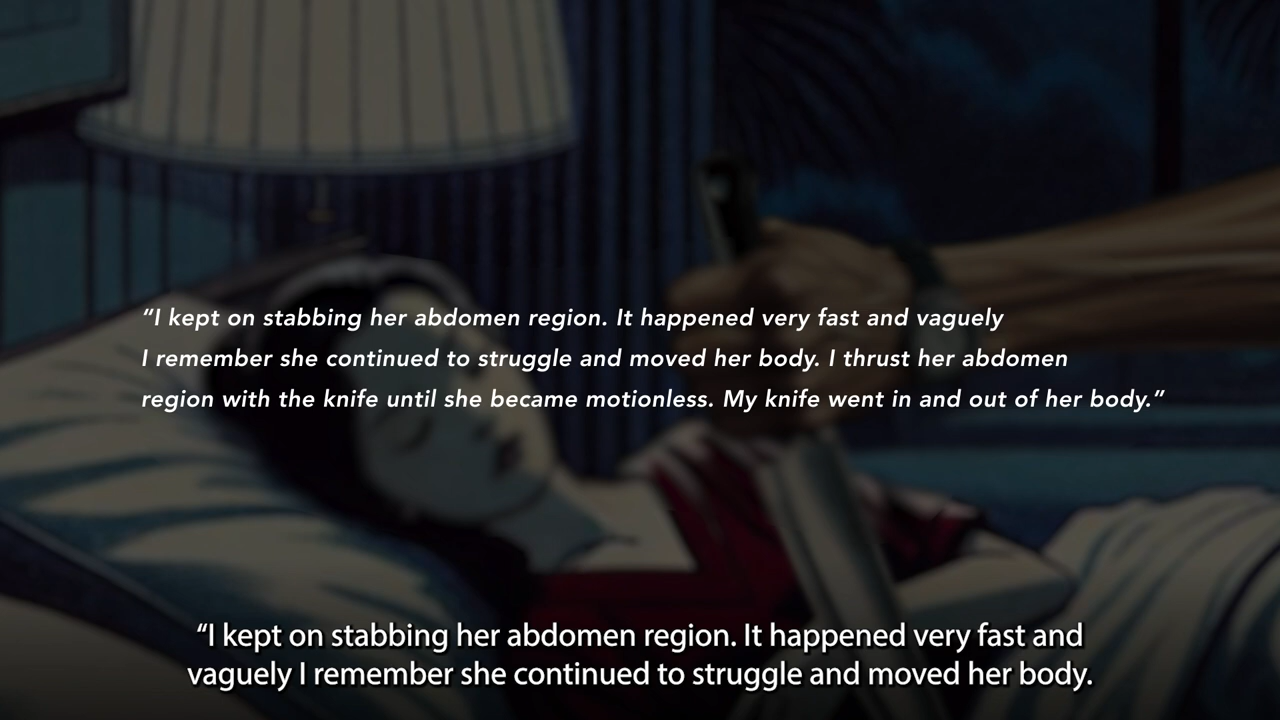 “I kept on stabbing her abdomen region. It happened very fast and vaguely
I remember she continued to struggle and moved her body. I thrust her abdomen
region with the knife until she became motionless. My knife went in and out of her body.”
“I kept on stabbing her abdomen region. It happened very fast and
vaguely I remember she continued to struggle and moved her body.